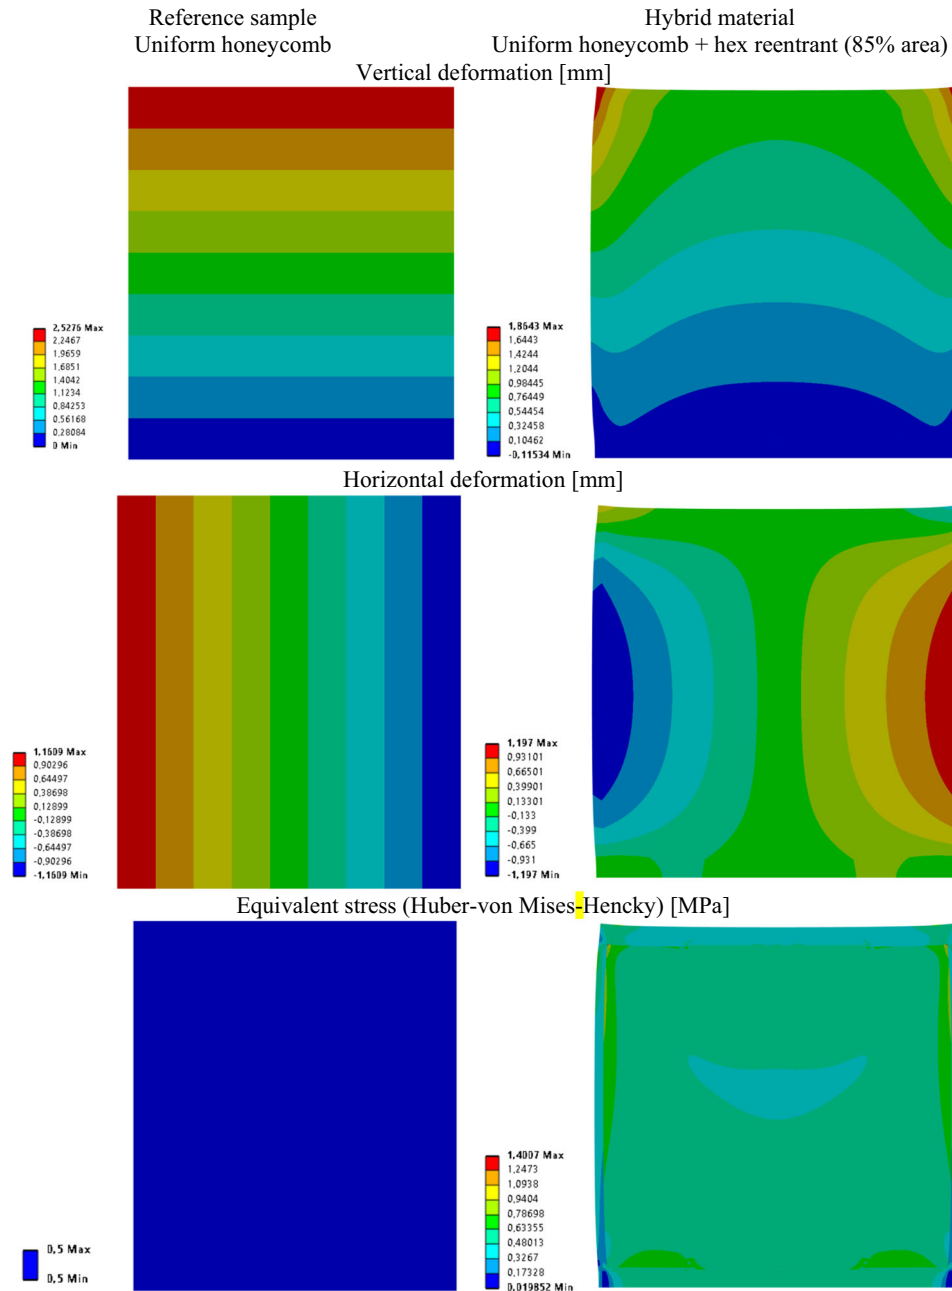 Reference sample
Uniform honeycomb
Hybrid material
Uniform honeycomb + hex reentrant (85% area)
Vertical deformation [mm]
2,5276 Max
2,2467
1,9659
1,6851
1,4042
1,1234
0,84253
0,56168
0,28084
0 Min
1,8643 Max
1,6443
1,4244
1,2044
0,98445
0,76449
0,54454
0,32458
0,10462
-0,11534 Min
Horizontal deformation [mm]
1,1609 Max
0,90296
0,64497
0,38698
0,12899
-0,12899
-0,38698
-0,64497
-0,90296
-1,1609 Min
1,197 Max
0,93101
0,66501
0,39901
0,13301
-0,133
-0,399
-0,665
-0,931
-1,197 Min
Equivalent stress (Huber-von Mises-Hencky) [MPa]
0,5 Max
0,5 Min
1,4007 Max
1,2473
1,0938
0,9404
0,78698
0,63355
0,48013
0,3267
0,17328
0,019852 Min